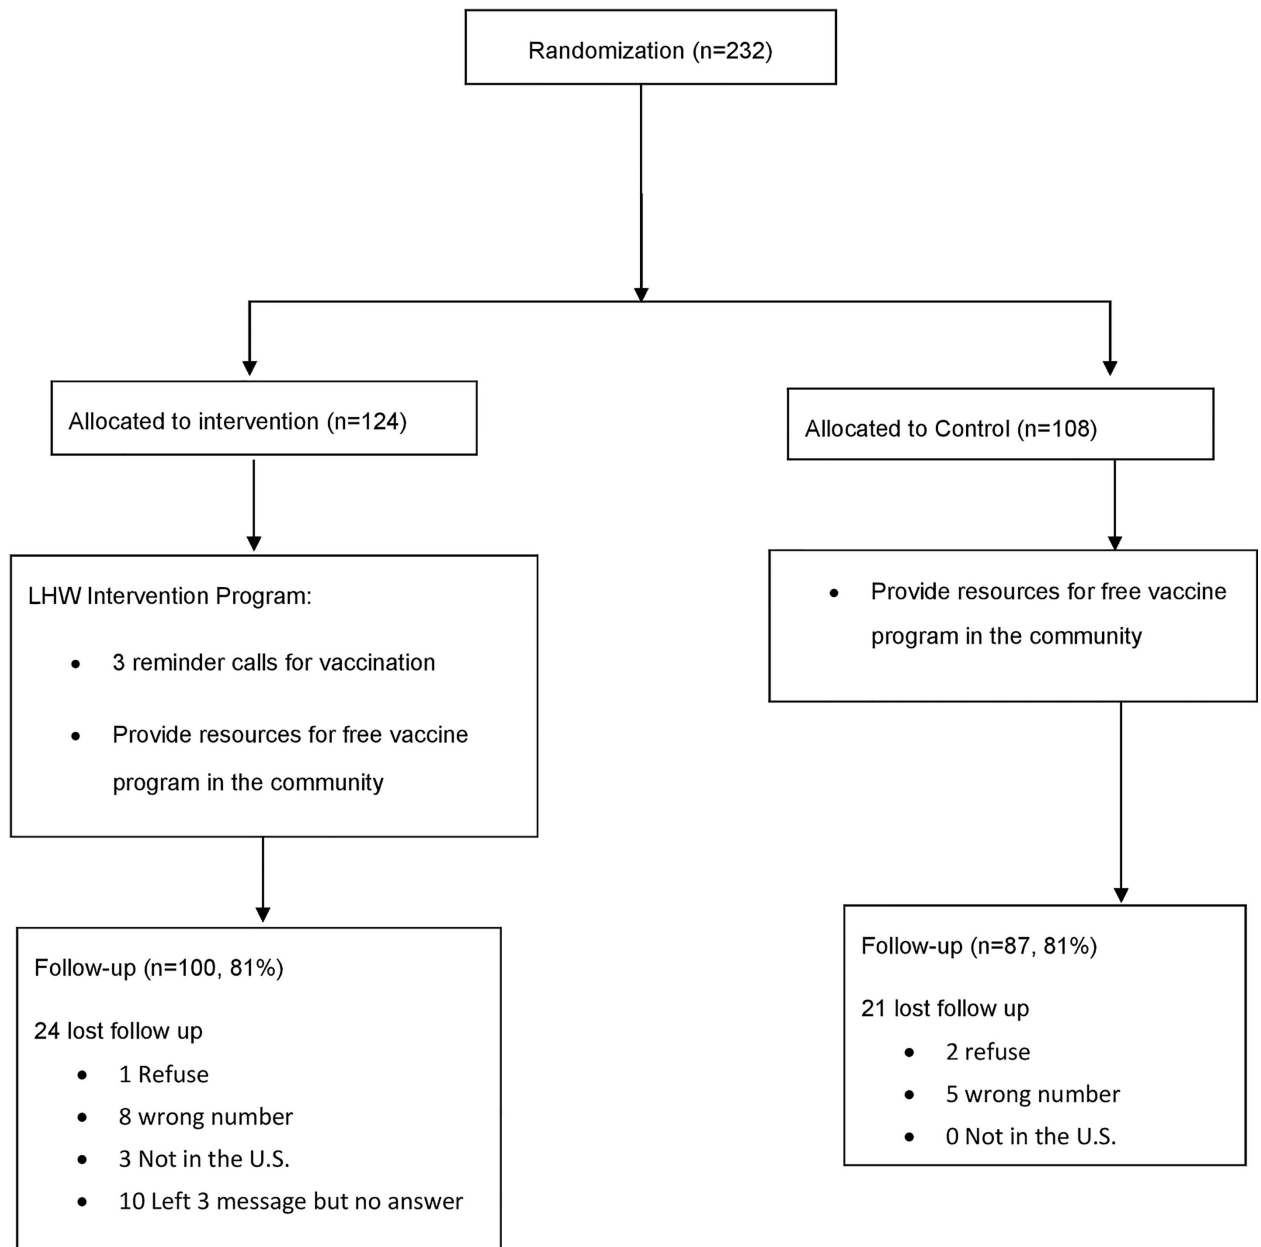 Randomization (n=232)
Allocated to intervention (n=124)
Allocated to Control (n=108)
LHW Intervention Program:
• 3 reminder calls for vaccination
• Provide resources for free vaccine
program in the community
• Provide resources for free vaccine
program in the community
Follow-up (n=100, 81%)
24 lost follow up
• 1 Refuse
• 8 wrong number
• 3 Not in the U.S.
• 10 Left 3 message but no answer
Follow-up (n=87, 81%)
21 lost follow up
• 2 refuse
• 5 wrong number
• 0 Not in the U.S.